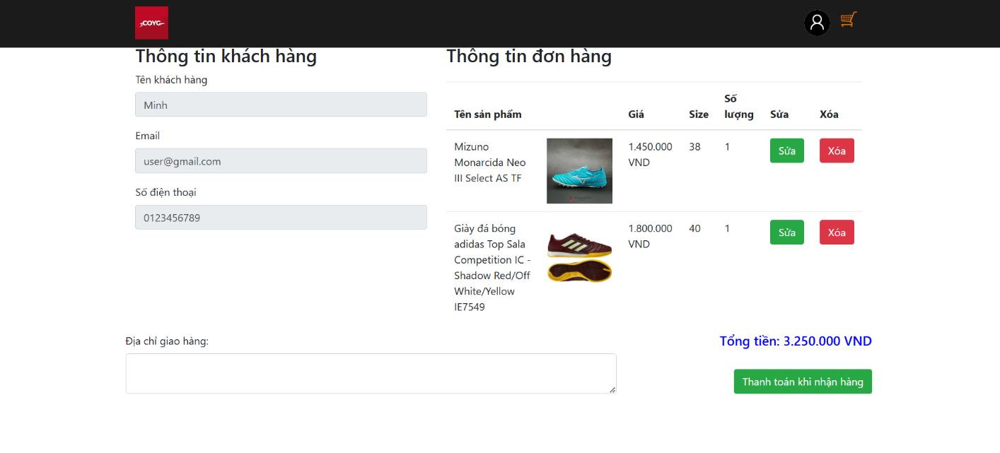 COYG
Thông tin khách hàng
Tên khách hàng
Minh
Email
user@gmail.com
Số điện thoại
0123456789
Thông tin đơn hàng
Tên sản phẩm
Giá
Size
Số
lượng
Sửa
Xóa
Mizuno
Monarcida Neo
III Select AS TF
1.450.000
VND
38
1
Sửa
Xóa
Giày đá bóng
adidas Top Sala
Competition IC -
Shadow Red/Off
White/Yellow
IE7549
1.800.000
VND
40
1
Sửa
Xóa
Địa chỉ giao hàng:
Tổng tiền: 3.250.000 VND
Thanh toán khi nhận hàng